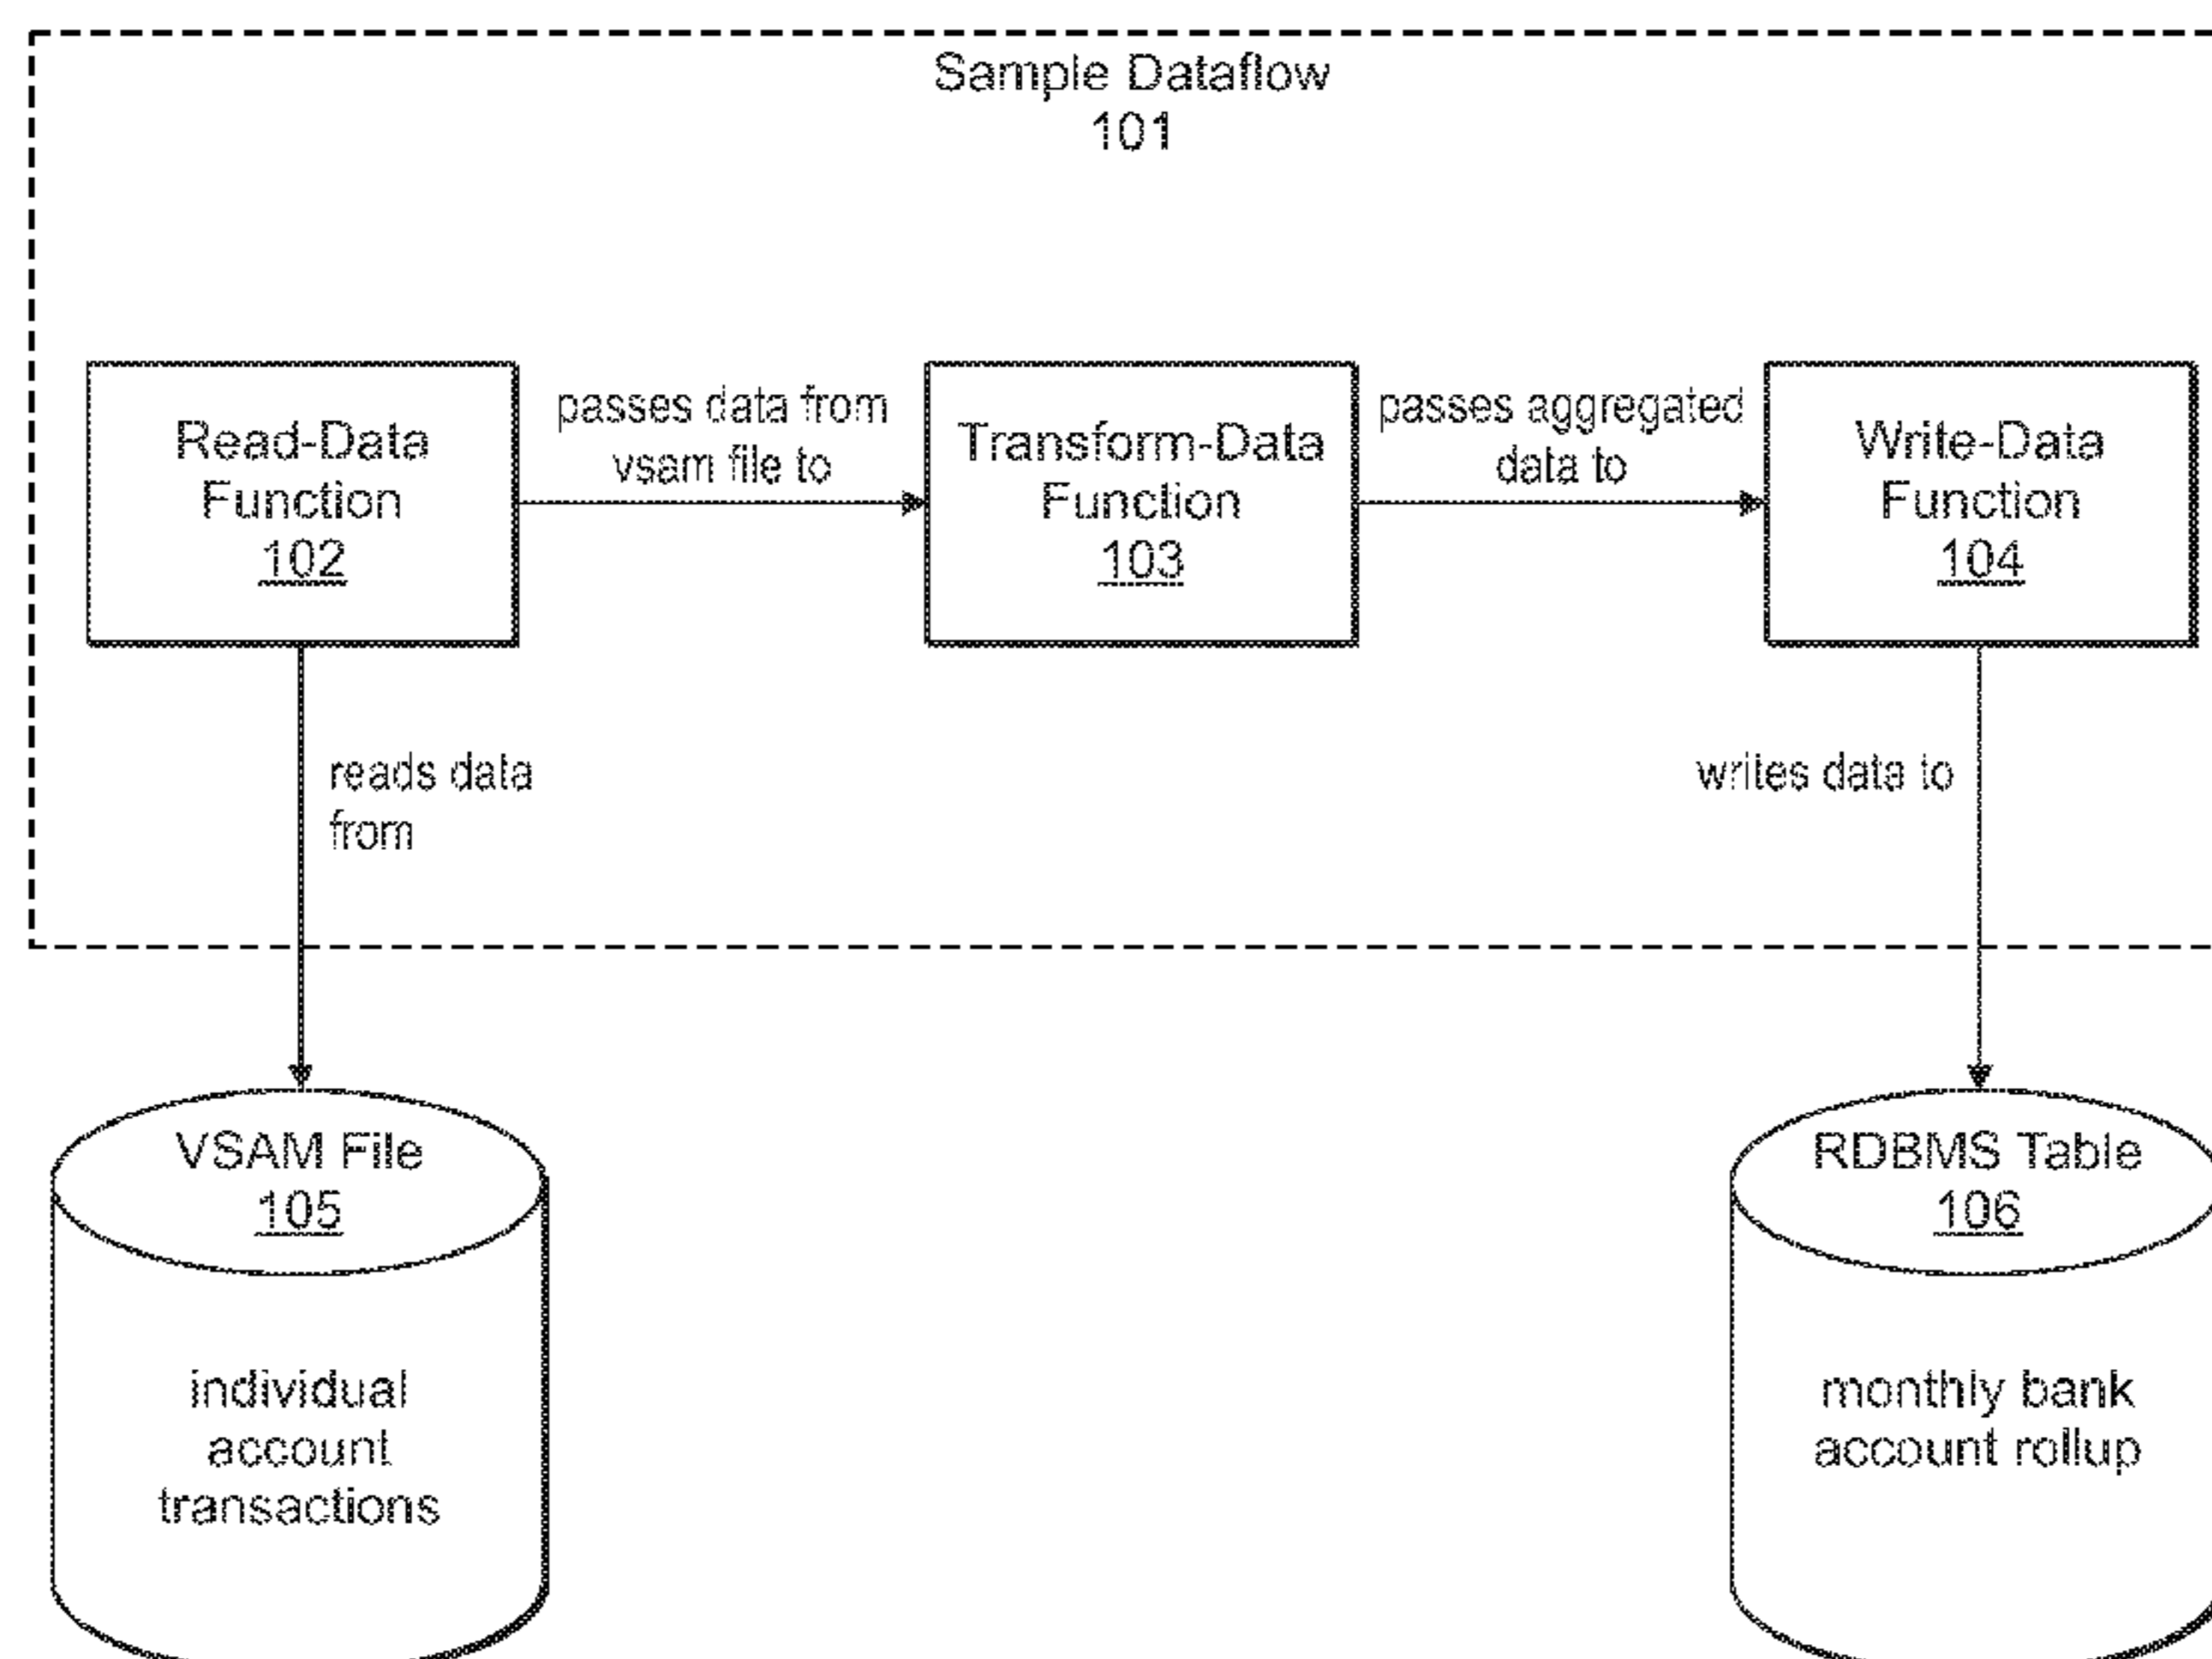 Sample Dataflow
101
Read-Data
Function
102
passes data from
vsam file to
Transform-Data
Function
103
passes aggregated
data to
Write-Data
Function
104
reads data
from
writes data to
VSAM File
105
individual
account
transactions
RDBMS Table
106
monthly bank
account rollup